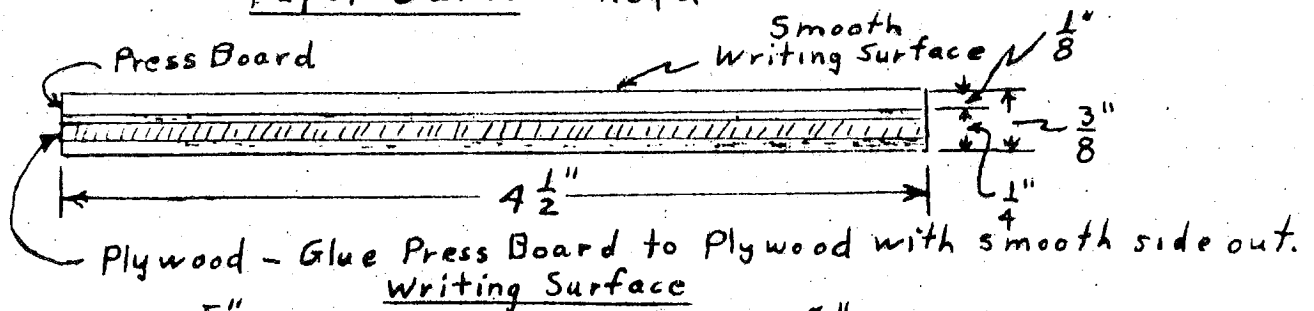 Smooth
Press Board
Writing Surface
1/8"
3/8"
4 1/2"
1/4"
Plywood - Glue Press Board to Plywood with smooth side out.
Writing Surface